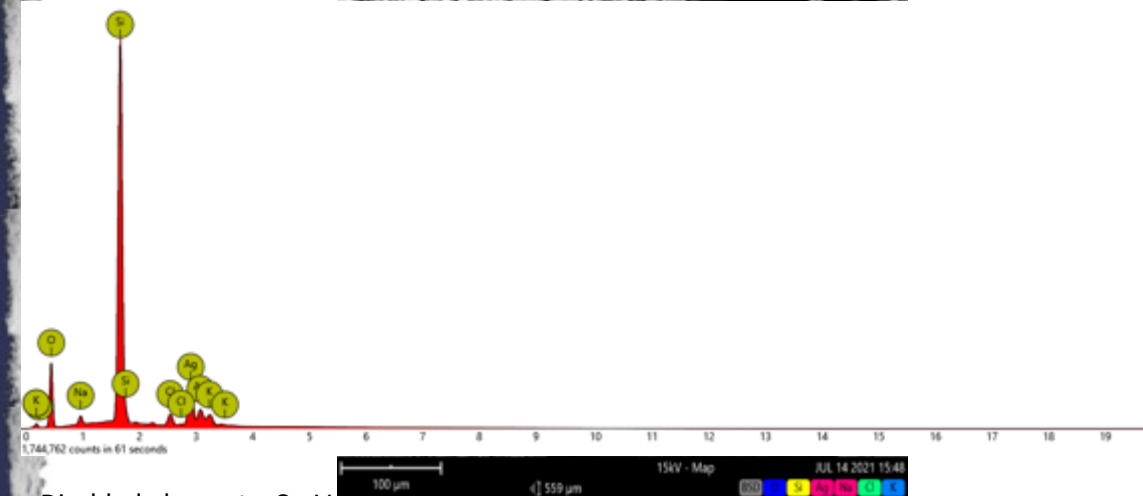 Si
O
Ag
Si
Na
Cl
K
K
Cl
K
0 1 2 3 4 5 6 7 8 9 10 11 12 13 14 15 16 17 18 19
1,744,762 counts in 61 seconds
15kV - Map JUL 14 2021 15:48
100 µm 559 µm BSD O Si Ag Na Cl K